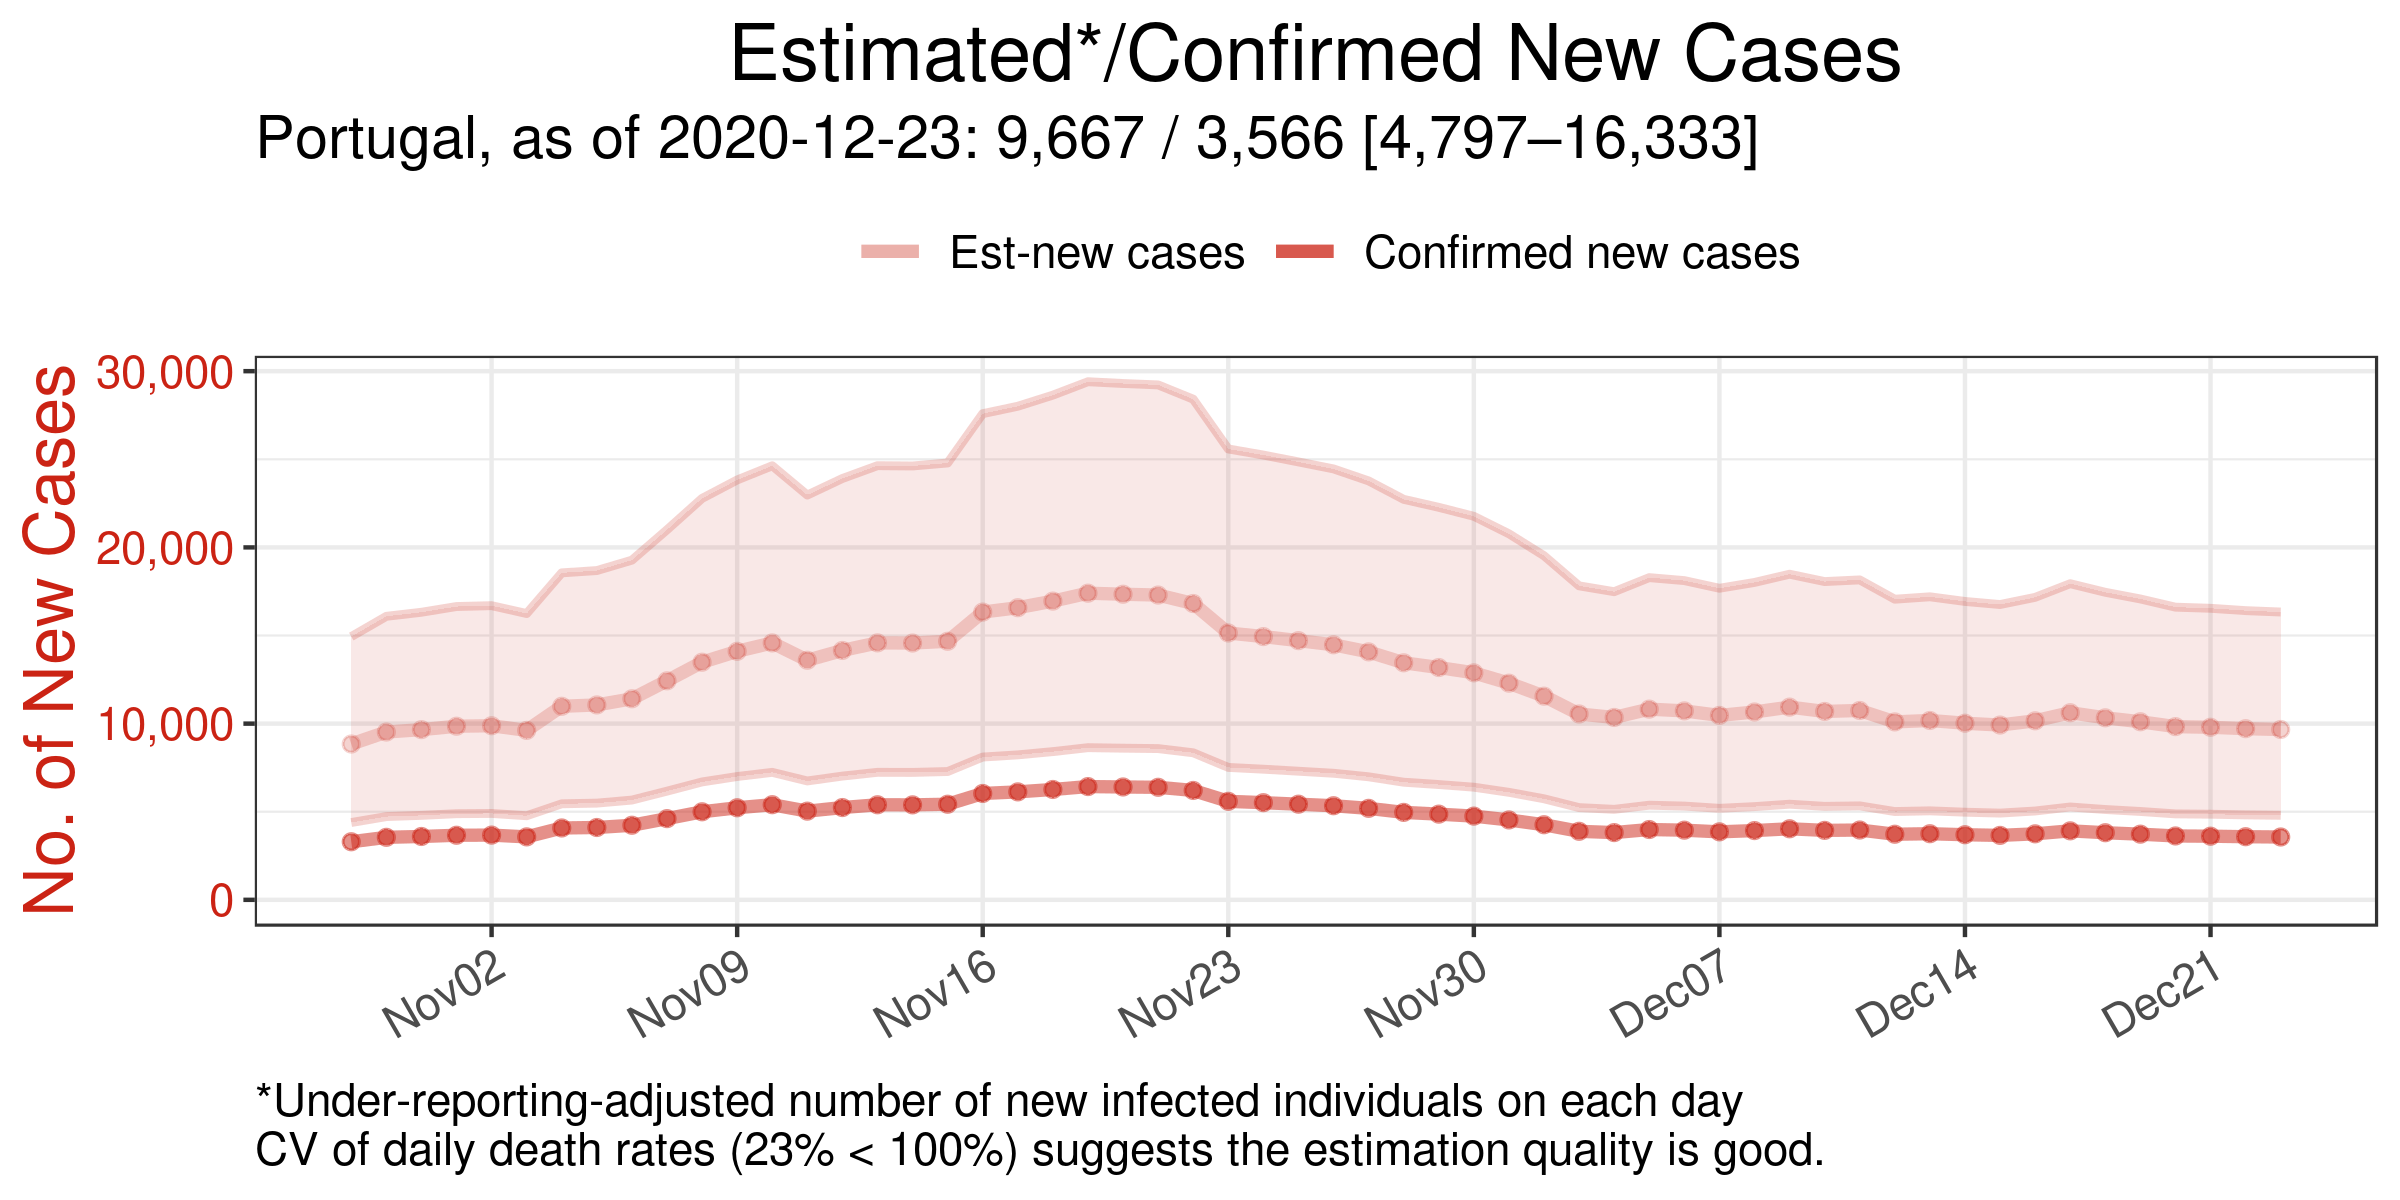 Estimated*/Confirmed New Cases
Portugal, as of 2020-12-23: 9,667 / 3,566 [4,797–16,333]
Est-new cases
Confirmed new cases
No. of New Cases
30,000
20,000
10,000
0
Nov02
Nov09
Nov16
Nov23
Nov30
Dec07
Dec14
Dec21
*Under-reporting-adjusted number of new infected individuals on each day
CV of daily death rates (23% < 100%) suggests the estimation quality is good.